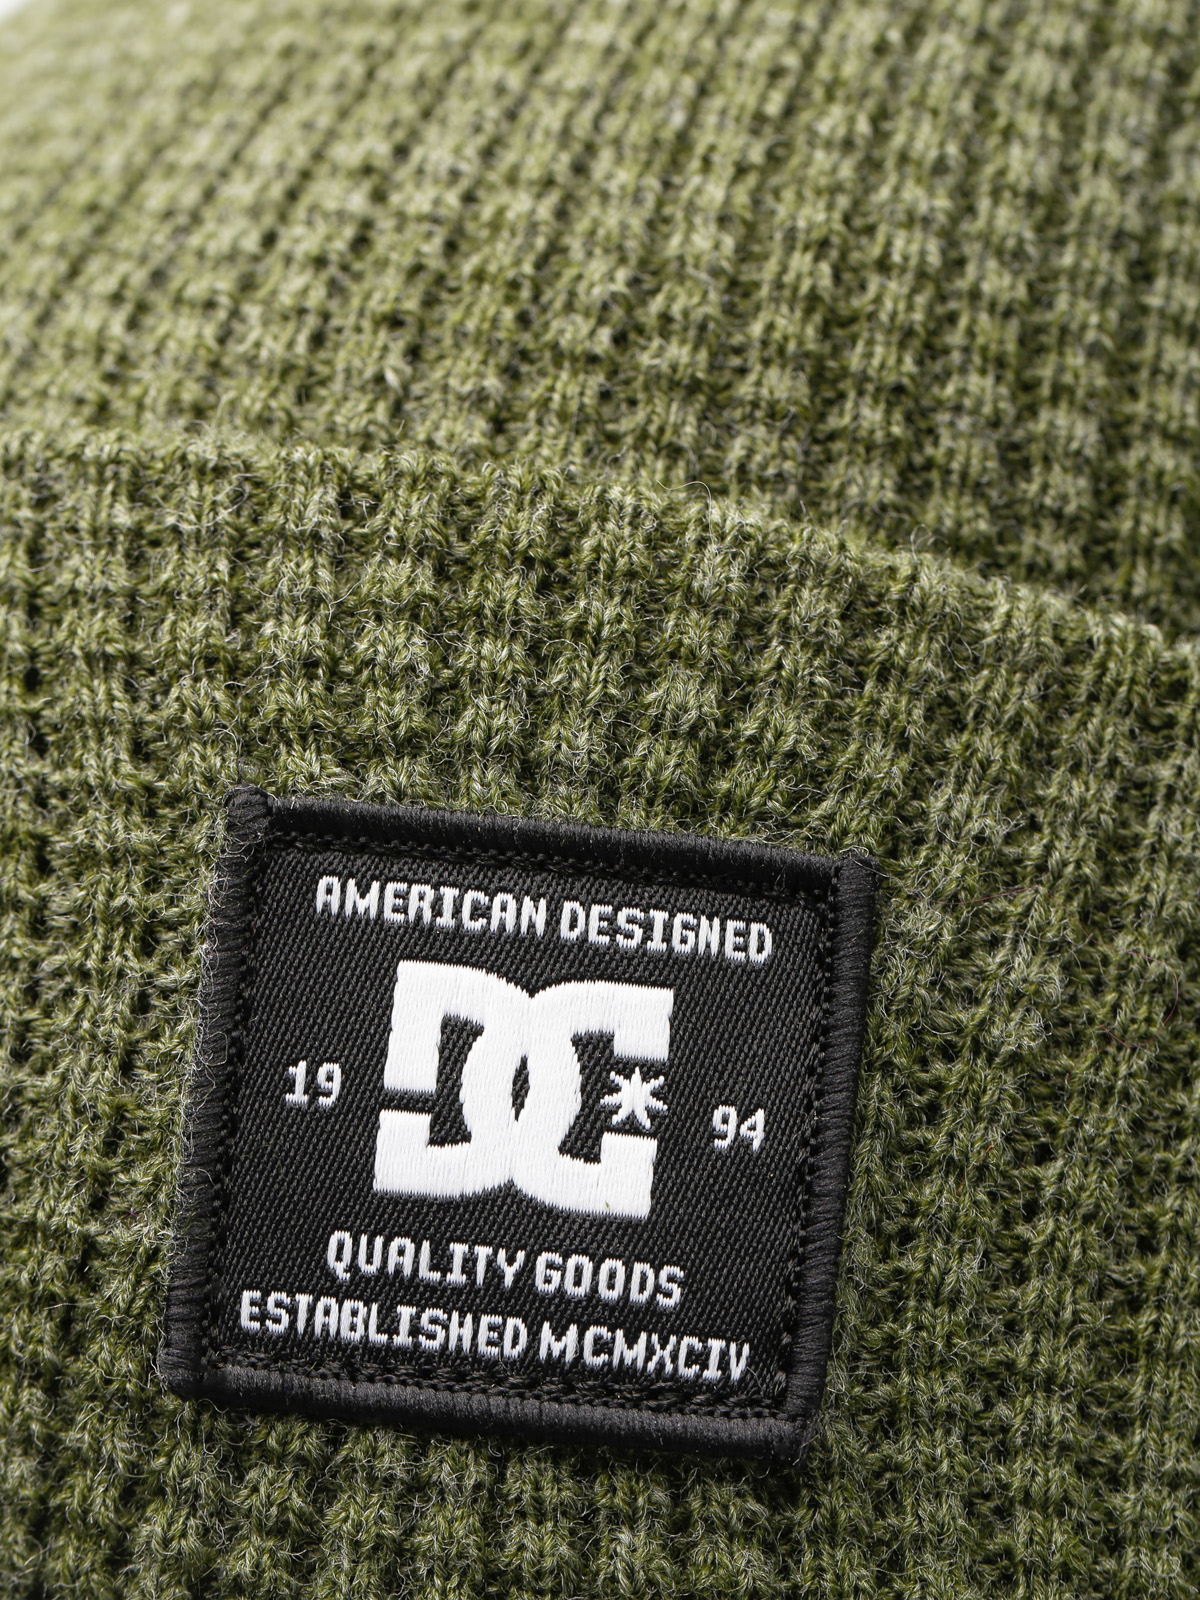 AMERICAN DESIGNED
19 DC 94
QUALITY GOODS
ESTABLISHED MCMXCIV